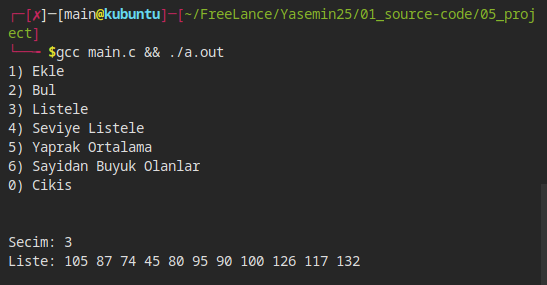 ┌─[✗]─[main@kubuntu]─[~/FreeLance/Yasemin25/01_source-code/05_proj
ect]
└──╼ $gcc main.c && ./a.out
1) Ekle
2) Bul
3) Listele
4) Seviye Listele
5) Yaprak Ortalama
6) Sayidan Buyuk Olanlar
0) Cikis
Secim: 3
Liste: 105 87 74 45 80 95 90 100 126 117 132